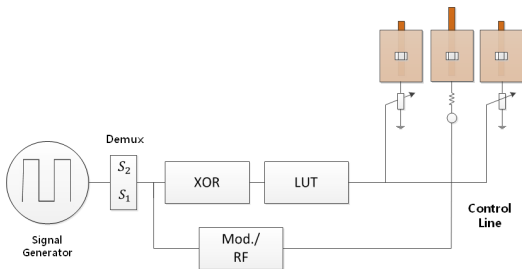 Demux
S₂
S₁
XOR
LUT
Signal
Generator
Mod./
RF
Control
Line